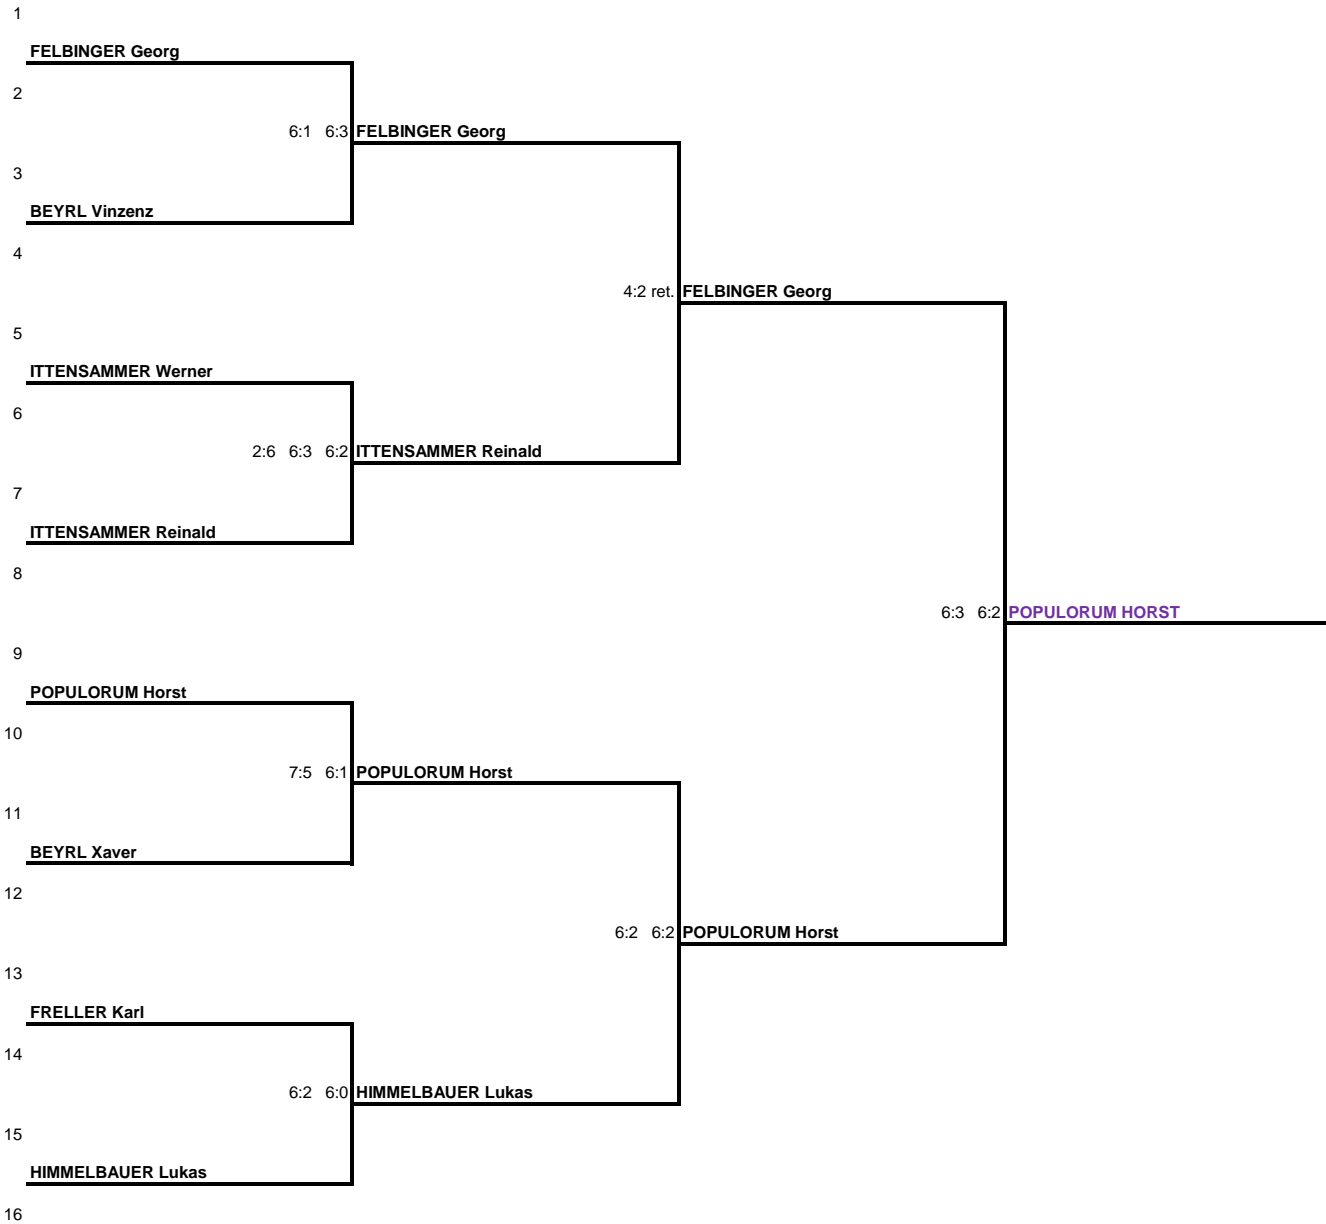 1
FELBINGER Georg
2
6:1 6:3 FELBINGER Georg
3
BEYRL Vinzenz
4
4:2 ret. FELBINGER Georg
5
ITTENSAMMER Werner
6
2:6 6:3 6:2 ITTENSAMMER Reinald
7
ITTENSAMMER Reinald
8
6:3 6:2 POPULORUM HORST
9
POPULORUM Horst
10
7:5 6:1 POPULORUM Horst
11
BEYRL Xaver
12
6:2 6:2 POPULORUM Horst
13
FRELLER Karl
14
6:2 6:0 HIMMELBAUER Lukas
15
HIMMELBAUER Lukas
16